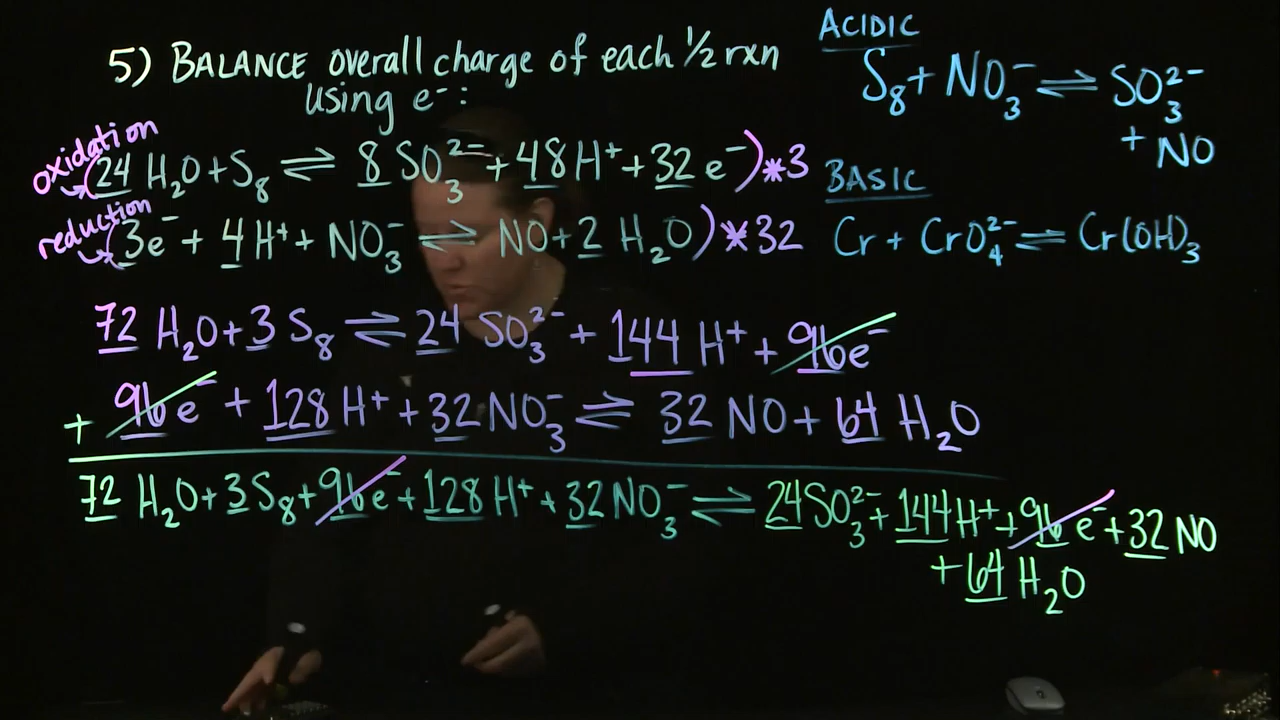 5) BALANCE overall charge of each ½ rxn
using e⁻:
oxidation
(24 H₂O + S₈ ⇌ 8 SO₃²⁻ + 48 H⁺ + 32 e⁻) * 3
reduction
(3e⁻ + 4 H⁺ + NO₃⁻ ⇌ NO + 2 H₂O) * 32
72 H₂O + 3 S₈ ⇌ 24 SO₃²⁻ + 144 H⁺ + 96e⁻
+ 96e⁻ + 128 H⁺ + 32 NO₃⁻ ⇌ 32 NO + 64 H₂O
72 H₂O + 3 S₈ + 96e⁻ + 128 H⁺ + 32 NO₃⁻ ⇌ 24 SO₃²⁻ + 144 H⁺ + 96 e⁻ + 32 NO
+ 64 H₂O
ACIDIC
S₈ + NO₃⁻ ⇌ SO₃²⁻
+ NO
BASIC
Cr + CrO₄²⁻ ⇌ Cr(OH)₃